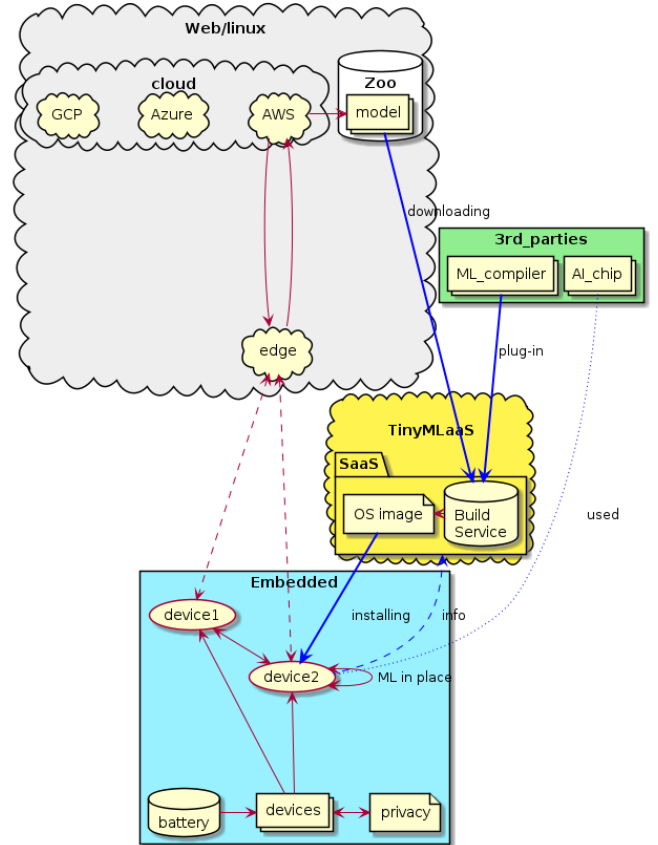 Web/linux
cloud
Zoo
GCP
Azure
AWS
model
downloading
3rd_parties
ML_compiler
AI_chip
edge
plug-in
TinyMLaaS
SaaS
OS image
Build
Service
used
Embedded
device1
installing
info
device2
ML in place
battery
devices
privacy